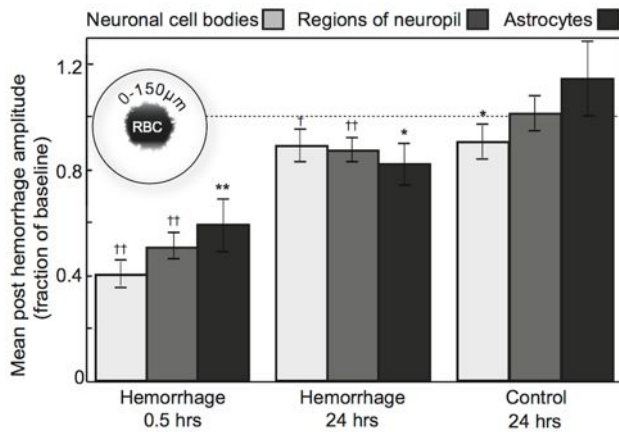 Neuronal cell bodies Regions of neuropil Astrocytes
Mean post hemorrhage amplitude
(fraction of baseline)
1.2
0.8
0.4
0
0-150μm
RBC
††
††
**
†
††
*
*
Hemorrhage
0.5 hrs
Hemorrhage
24 hrs
Control
24 hrs